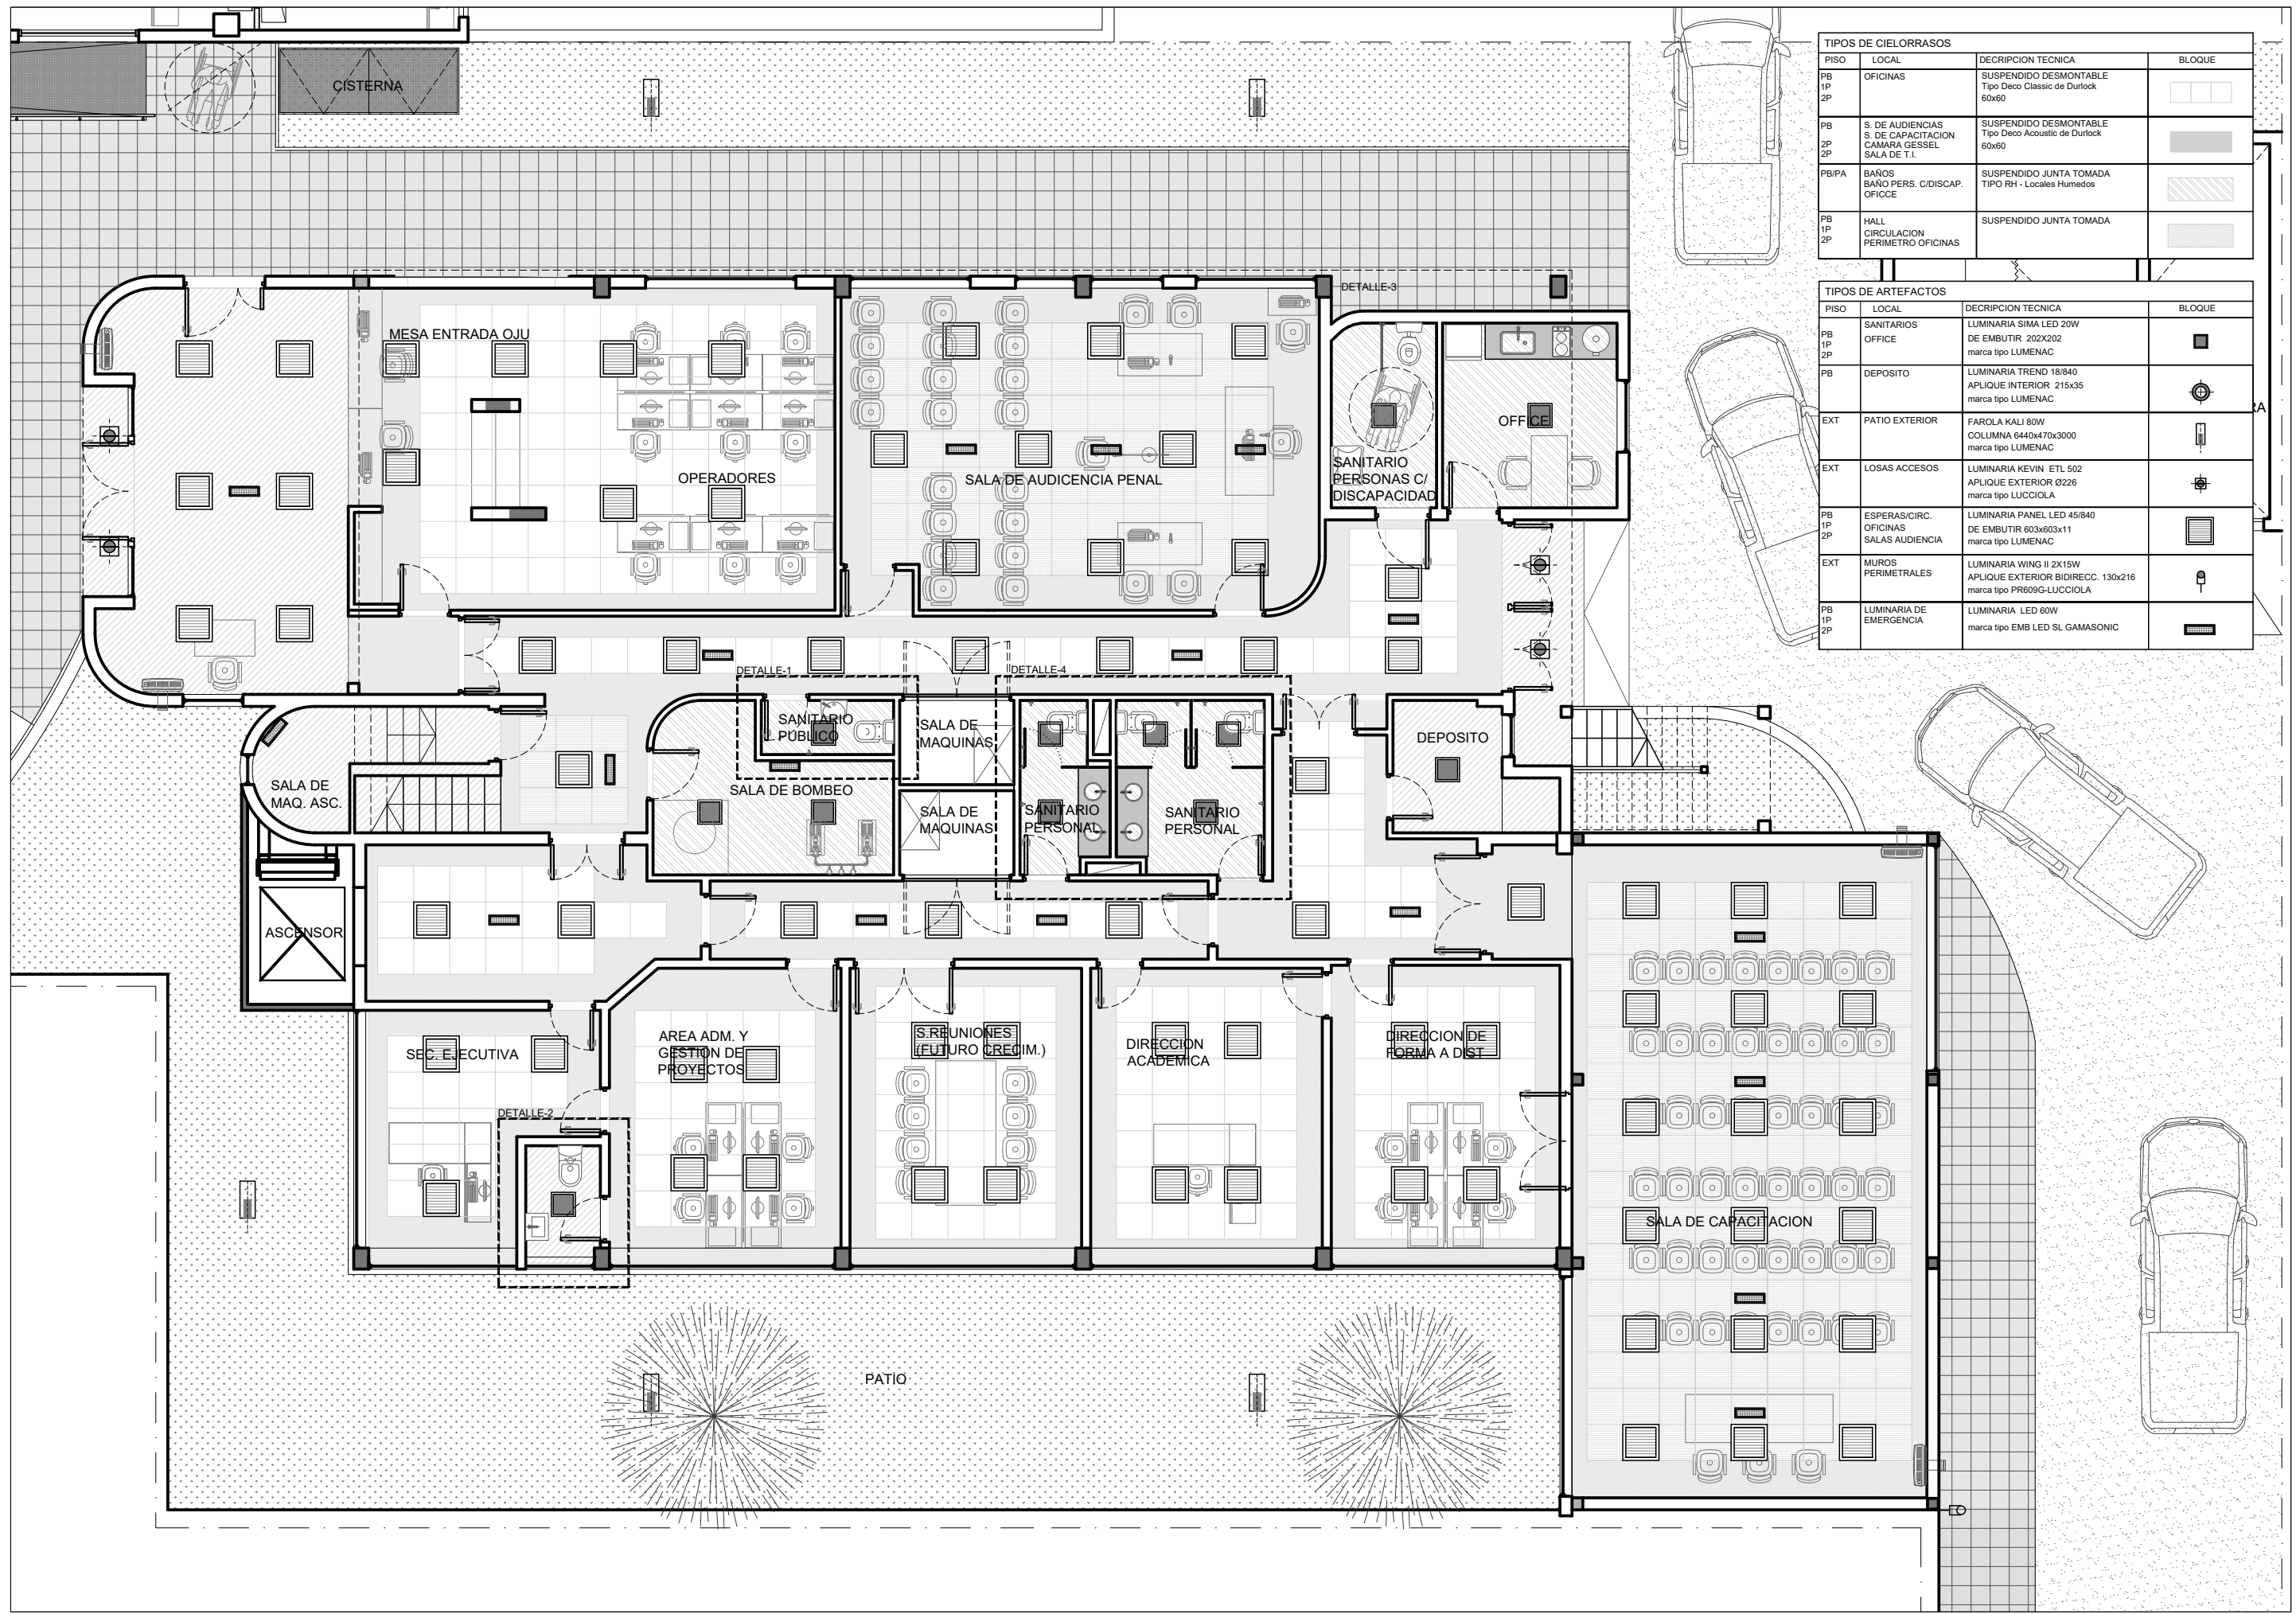 CISTERNA
TIPOS DE CIELORRASOS
PISO LOCAL DECRIPCION TECNICA BLOQUE
PB OFICINAS SUSPENDIDO DESMONTABLE
1P Tipo Deco Classic de Durlock
2P 60x60
PB S. DE AUDIENCIAS SUSPENDIDO DESMONTABLE
S. DE CAPACITACION Tipo Deco Acoustic de Durlock
2P CAMARA GESSEL 60x60
2P SALA DE T.I.
PB/PA BAÑOS SUSPENDIDO JUNTA TOMADA
BAÑO PERS. C/DISCAP. TIPO RH - Locales Humedos
OFICCE
PB HALL SUSPENDIDO JUNTA TOMADA
1P CIRCULACION
2P PERIMETRO OFICINAS
TIPOS DE ARTEFACTOS
PISO LOCAL DECRIPCION TECNICA BLOQUE
SANITARIOS LUMINARIA SIMA LED 20W
PB OFFICE DE EMBUTIR 202X202
1P
2P marca tipo LUMENAC
PB DEPOSITO LUMINARIA TREND 18/840
APLIQUE INTERIOR 215x35
marca tipo LUMENAC
EXT PATIO EXTERIOR FAROLA KALI 80W
COLUMNA 6440x470x3000
marca tipo LUMENAC
EXT LOSAS ACCESOS LUMINARIA KEVIN ETL 502
APLIQUE EXTERIOR Ø226
marca tipo LUCCIOLA
PB ESPERAS/CIRC. LUMINARIA PANEL LED 45/840
1P OFICINAS DE EMBUTIR 603x603x11
2P SALAS AUDIENCIA marca tipo LUMENAC
EXT MUROS LUMINARIA WING II 2X15W
PERIMETRALES APLIQUE EXTERIOR BIDIRECC. 130x216
marca tipo PR609G-LUCCIOLA
PB LUMINARIA DE LUMINARIA LED 60W
1P EMERGENCIA
2P marca tipo EMB LED SL GAMASONIC
RA
DETALLE-3
MESA ENTRADA OJU
OPERADORES
SALA DE AUDICENCIA PENAL
SANITARIO
PERSONAS C/
DISCAPACIDAD
OFFICE
DETALLE-1
DETALLE-4
SANITARIO
PÚBLICO
SALA DE
MAQUINAS
DEPOSITO
SALA DE
MAQ. ASC.
SALA DE BOMBEO
SALA DE
MAQUINAS
SANITARIO
PERSONAL
SANITARIO
PERSONAL
ASCENSOR
SEC. EJECUTIVA
AREA ADM. Y
GESTION DE
PROYECTOS
S.REUNIONES
(FUTURO CRECIM.)
DIRECCION
ACADEMICA
DIRECCION DE
FORMA A DIST
DETALLE-2
SALA DE CAPACITACION
PATIO